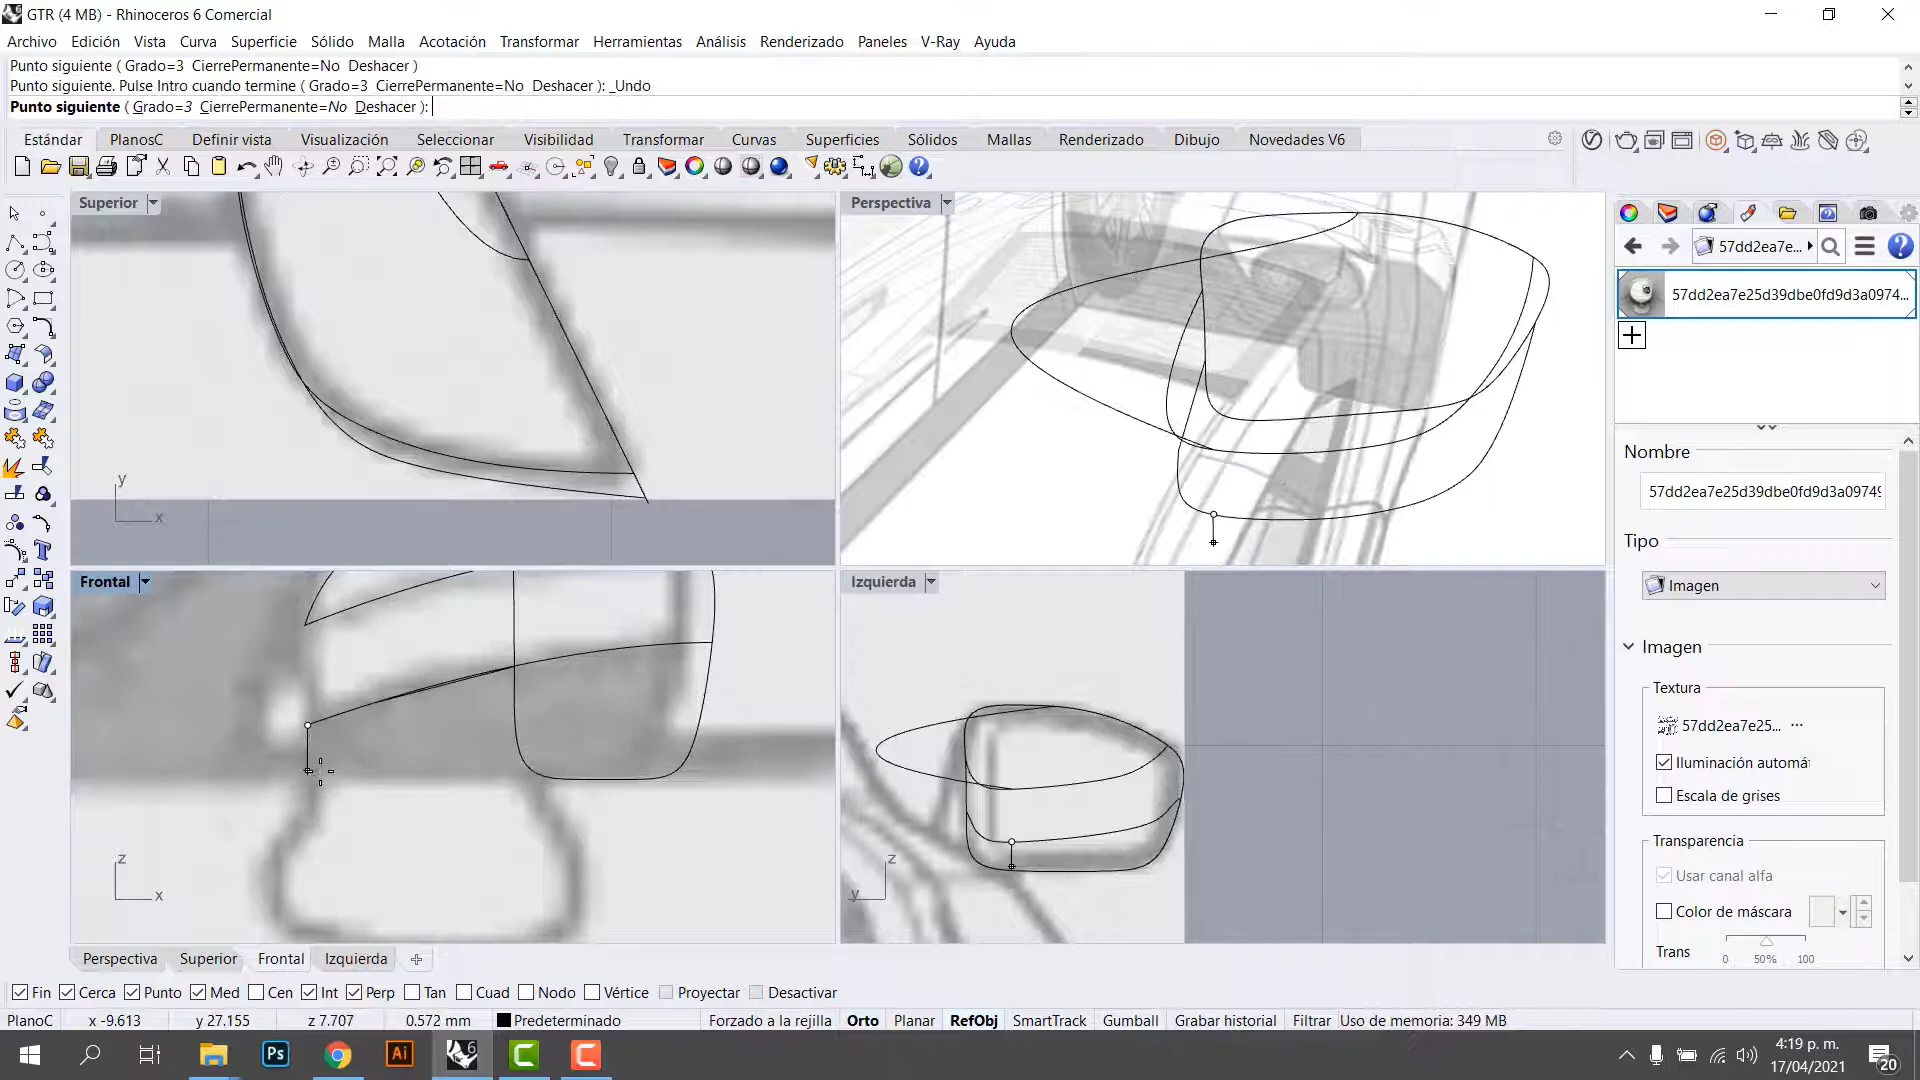 GTR (4 MB) - Rhinoceros 6 Comercial
Archivo Edición Vista Curva Superficie Sólido Malla Acotación Transformar Herramientas Análisis Renderizado Paneles V-Ray Ayuda
Punto siguiente ( Grado=3 CierrePermanente=No Deshacer )
Punto siguiente. Pulse Intro cuando termine ( Grado=3 CierrePermanente=No Deshacer ): _Undo
Punto siguiente ( Grado=3 CierrePermanente=No Deshacer ):
Estándar PlanosC Definir vista Visualización Seleccionar Visibilidad Transformar Curvas Superficies Sólidos Mallas Renderizado Dibujo Novedades V6
Superior
Perspectiva
57dd2ea7e...
57dd2ea7e25d39dbe0fd9d3a0974...
Nombre
57dd2ea7e25d39dbe0fd9d3a09749
Tipo
Imagen
Imagen
Textura
57dd2ea7e25... ...
Iluminación automá
Escala de grises
Transparencia
Usar canal alfa
Color de máscara
Trans
0 50% 100
y
x
Frontal
Izquierda
z
x
z
y
Perspectiva Superior Frontal Izquierda
Fin Cerca Punto Med Cen Int Perp Tan Cuad Nodo Vértice Proyectar Desactivar
PlanoC x -9.613 y 27.155 z 7.707 0.572 mm Predeterminado Forzado a la rejilla Orto Planar RefObj SmartTrack Gumball Grabar historial Filtrar Uso de memoria: 349 MB
Ps
Ai
6
C
C
4:19 p. m.
17/04/2021
20